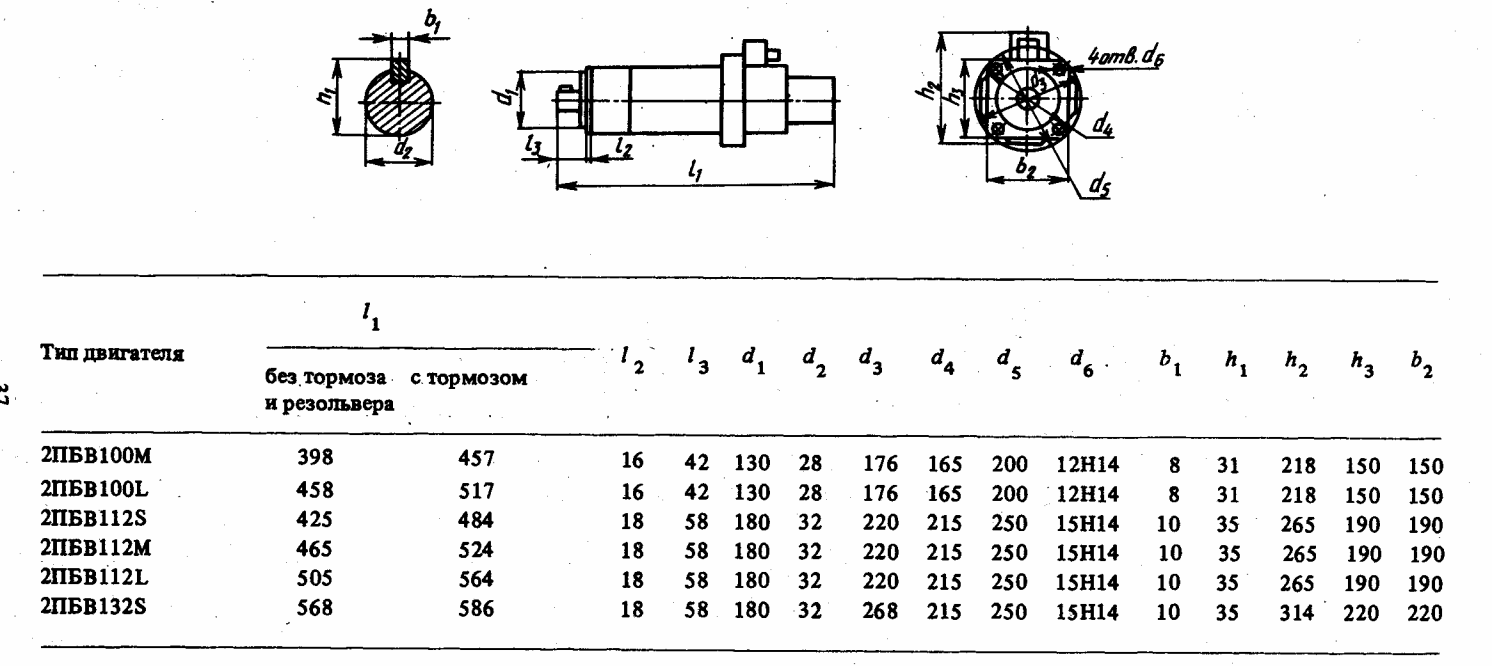 b₁
h₁
d₂
d₁
l₃ l₂
l₁
h₂ h₃
4отв. d₆
d₃
d₄
b₂
d₅
Тип двигателя l₁ l₂ l₃ d₁ d₂ d₃ d₄ d₅ d₆ b₁ h₁ h₂ h₃ b₂
без тормоза с тормозом
и резольвера
2ПБВ100М 398 457 16 42 130 28 176 165 200 12Н14 8 31 218 150 150
2ПБВ100L 458 517 16 42 130 28 176 165 200 12Н14 8 31 218 150 150
2ПБВ112S 425 484 18 58 180 32 220 215 250 15Н14 10 35 265 190 190
2ПБВ112М 465 524 18 58 180 32 220 215 250 15Н14 10 35 265 190 190
2ПБВ112L 505 564 18 58 180 32 220 215 250 15Н14 10 35 265 190 190
2ПБВ132S 568 586 18 58 180 32 268 215 250 15Н14 10 35 314 220 220